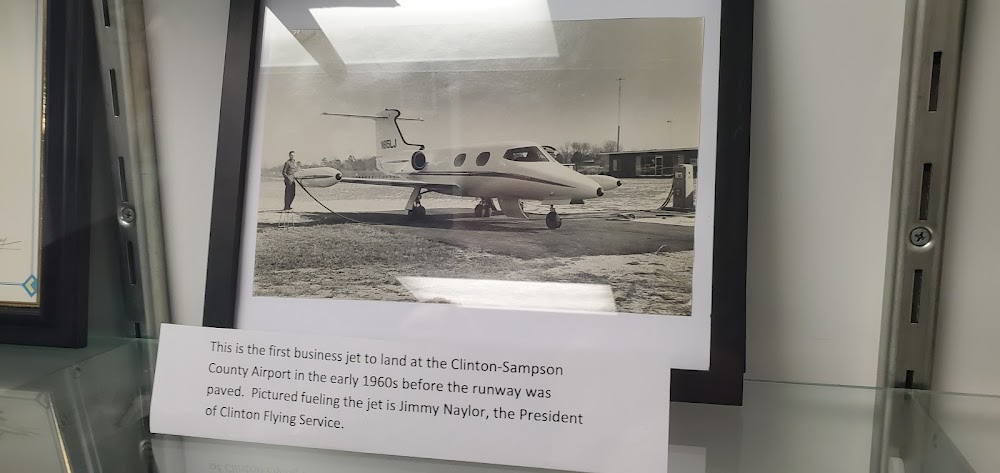 N815LJ
This is the first business jet to land at the Clinton-Sampson
County Airport in the early 1960s before the runway was
paved. Pictured fueling the jet is Jimmy Naylor, the President
of Clinton Flying Service.